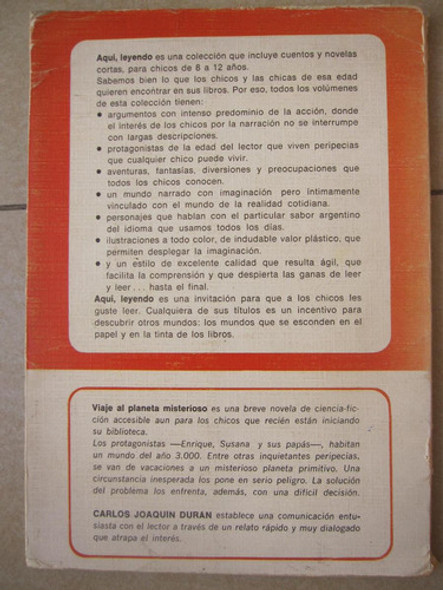 Aquí, leyendo es una colección que incluye cuentos y novelas
cortas, para chicos de 8 a 12 años.
Sabemos bien lo que los chicos y las chicas de esa edad
quieren encontrar en sus libros. Por eso, todos los volúmenes
de esta colección tienen:
● argumentos con intenso predominio de la acción, donde
el interés de los chicos por la narración no se interrumpe
con largas descripciones.
● protagonistas de la edad del lector que viven peripecias
que cualquier chico puede vivir.
● aventuras, fantasías, diversiones y preocupaciones que
todos los chicos conocen.
● un mundo narrado con imaginación pero íntimamente
vinculado con el mundo de la realidad cotidiana.
● personajes que hablan con el particular sabor argentino
del idioma que usamos todos los días.
● ilustraciones a todo color, de indudable valor plástico, que
permiten desplegar la imaginación.
● y un estilo de excelente calidad que resulta ágil, que
facilita la comprensión y que despierta las ganas de leer
y leer... hasta el final.
Aquí, leyendo es una invitación para que a los chicos les
guste leer. Cualquiera de sus títulos es un incentivo para
descubrir otros mundos: los mundos que se esconden en el
papel y en la tinta de los libros.
Viaje al planeta misterioso es una breve novela de ciencia-fic-
ción accesible aun para los chicos que recién están iniciando
su biblioteca.
Los protagonistas —Enrique, Susana y sus papás—, habitan
un mundo del año 3.000. Entre otras inquietantes peripecias,
se van de vacaciones a un misterioso planeta primitivo. Una
circunstancia inesperada los pone en serio peligro. La solución
del problema los enfrenta, además, con una difícil decisión.
CARLOS JOAQUIN DURAN establece una comunicación entu-
siasta con el lector a través de un relato rápido y muy dialogado
que atrapa el interés.